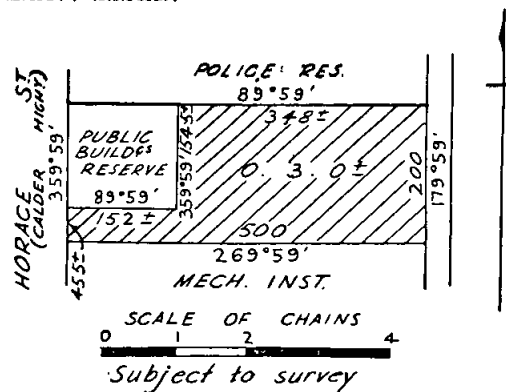 POLICE RES.
89°59'
348±
HORACE ST
(CALDER HIGHY)
359°59'
PUBLIC
BUILDGS
RESERVE
359°59'
154·5±
0. 3. 0±
200
179°59'
89°59'
152±
500
45·5±
269°59'
MECH. INST.
SCALE OF CHAINS
0 1 2 4
Subject to survey